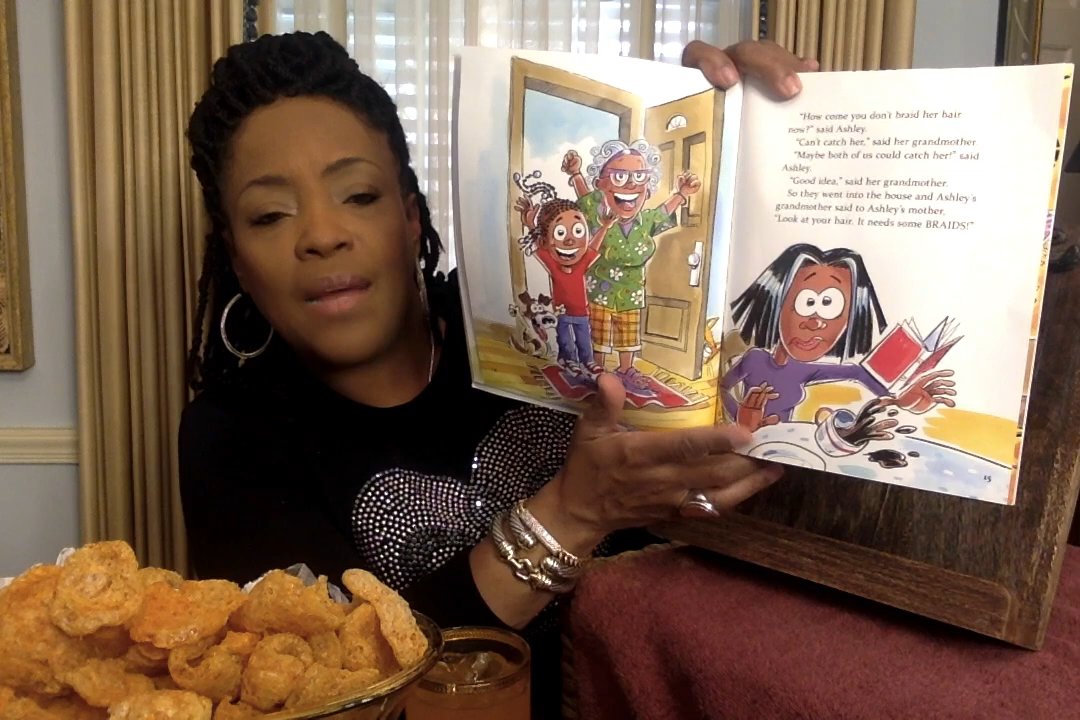 "How come you don't braid her hair
now?" said Ashley.
"Can't catch her," said her grandmother.
"Maybe both of us could catch her!" said
Ashley.
"Good idea," said her grandmother.
So they went into the house and Ashley's
grandmother said to Ashley's mother,
"Look at your hair. It needs some BRAIDS!"
15